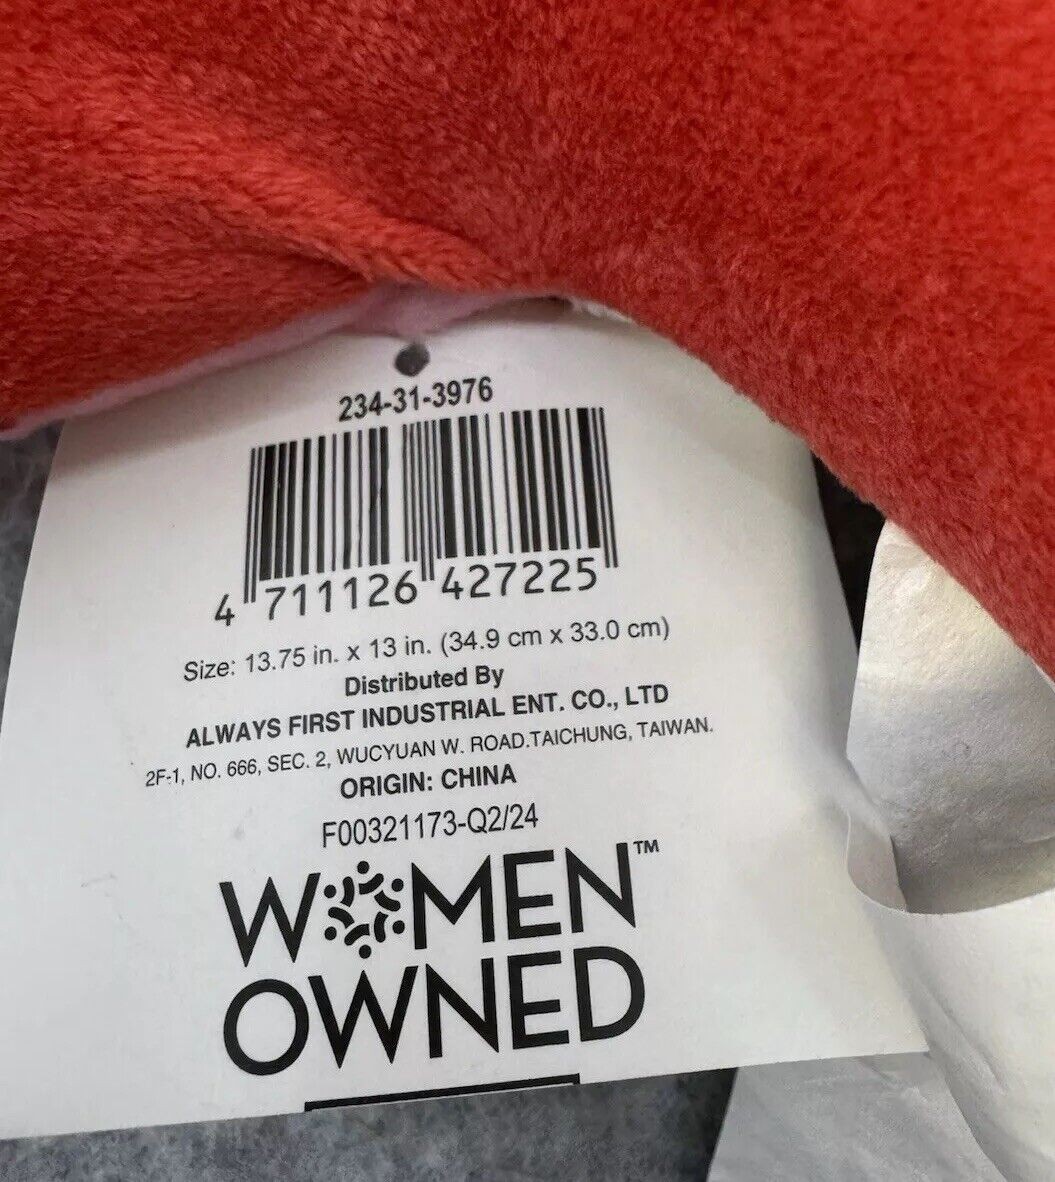 234-31-3976
4 711126 427225
Size: 13.75 in. x 13 in. (34.9 cm x 33.0 cm)
Distributed By
ALWAYS FIRST INDUSTRIAL ENT. CO., LTD
2F-1, NO. 666, SEC. 2, WUCYUAN W. ROAD.TAICHUNG, TAIWAN.
ORIGIN: CHINA
F00321173-Q2/24
WOMEN™
OWNED